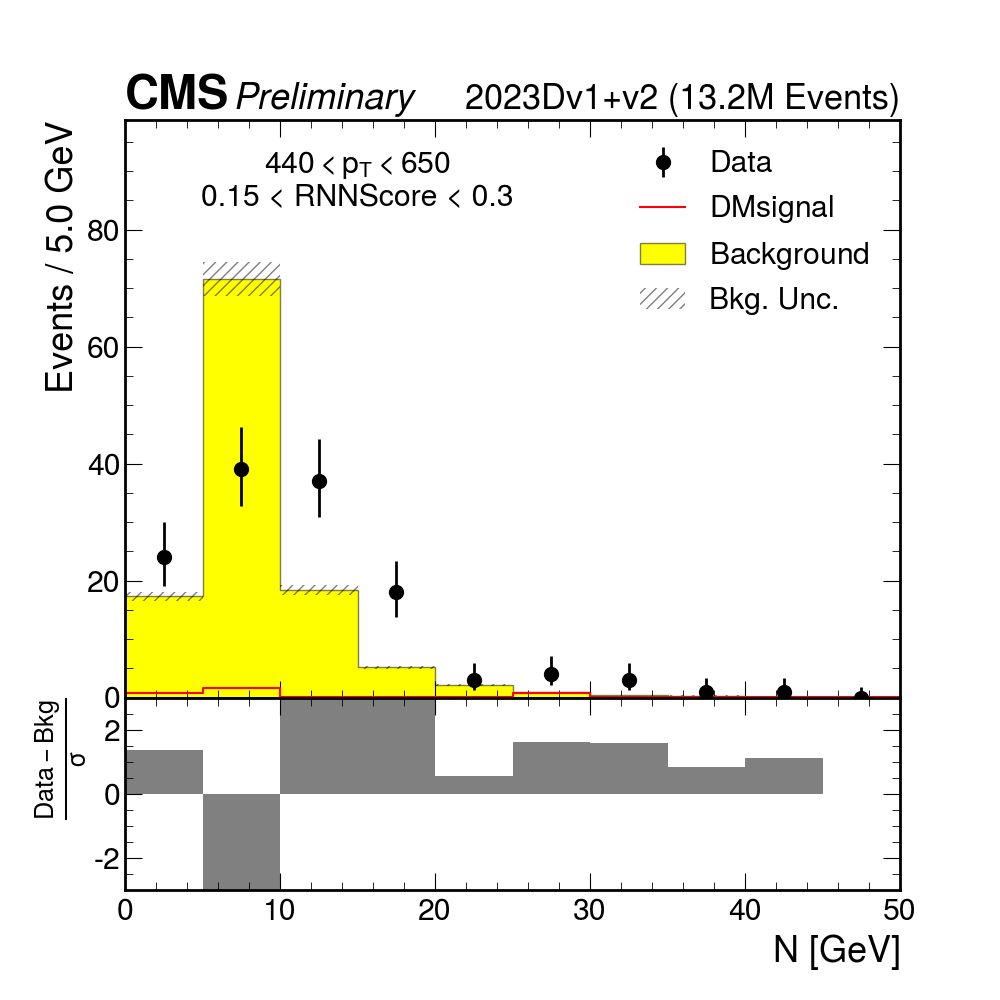 CMS Preliminary 2023Dv1+v2 (13.2M Events)
Events / 5.0 GeV
440 < pT < 650
0.15 < RNNScore < 0.3
Data
DMsignal
Background
Bkg. Unc.
80
60
40
20
0
Data – Bkg
σ
2
0
-2
0 10 20 30 40 50
N [GeV]